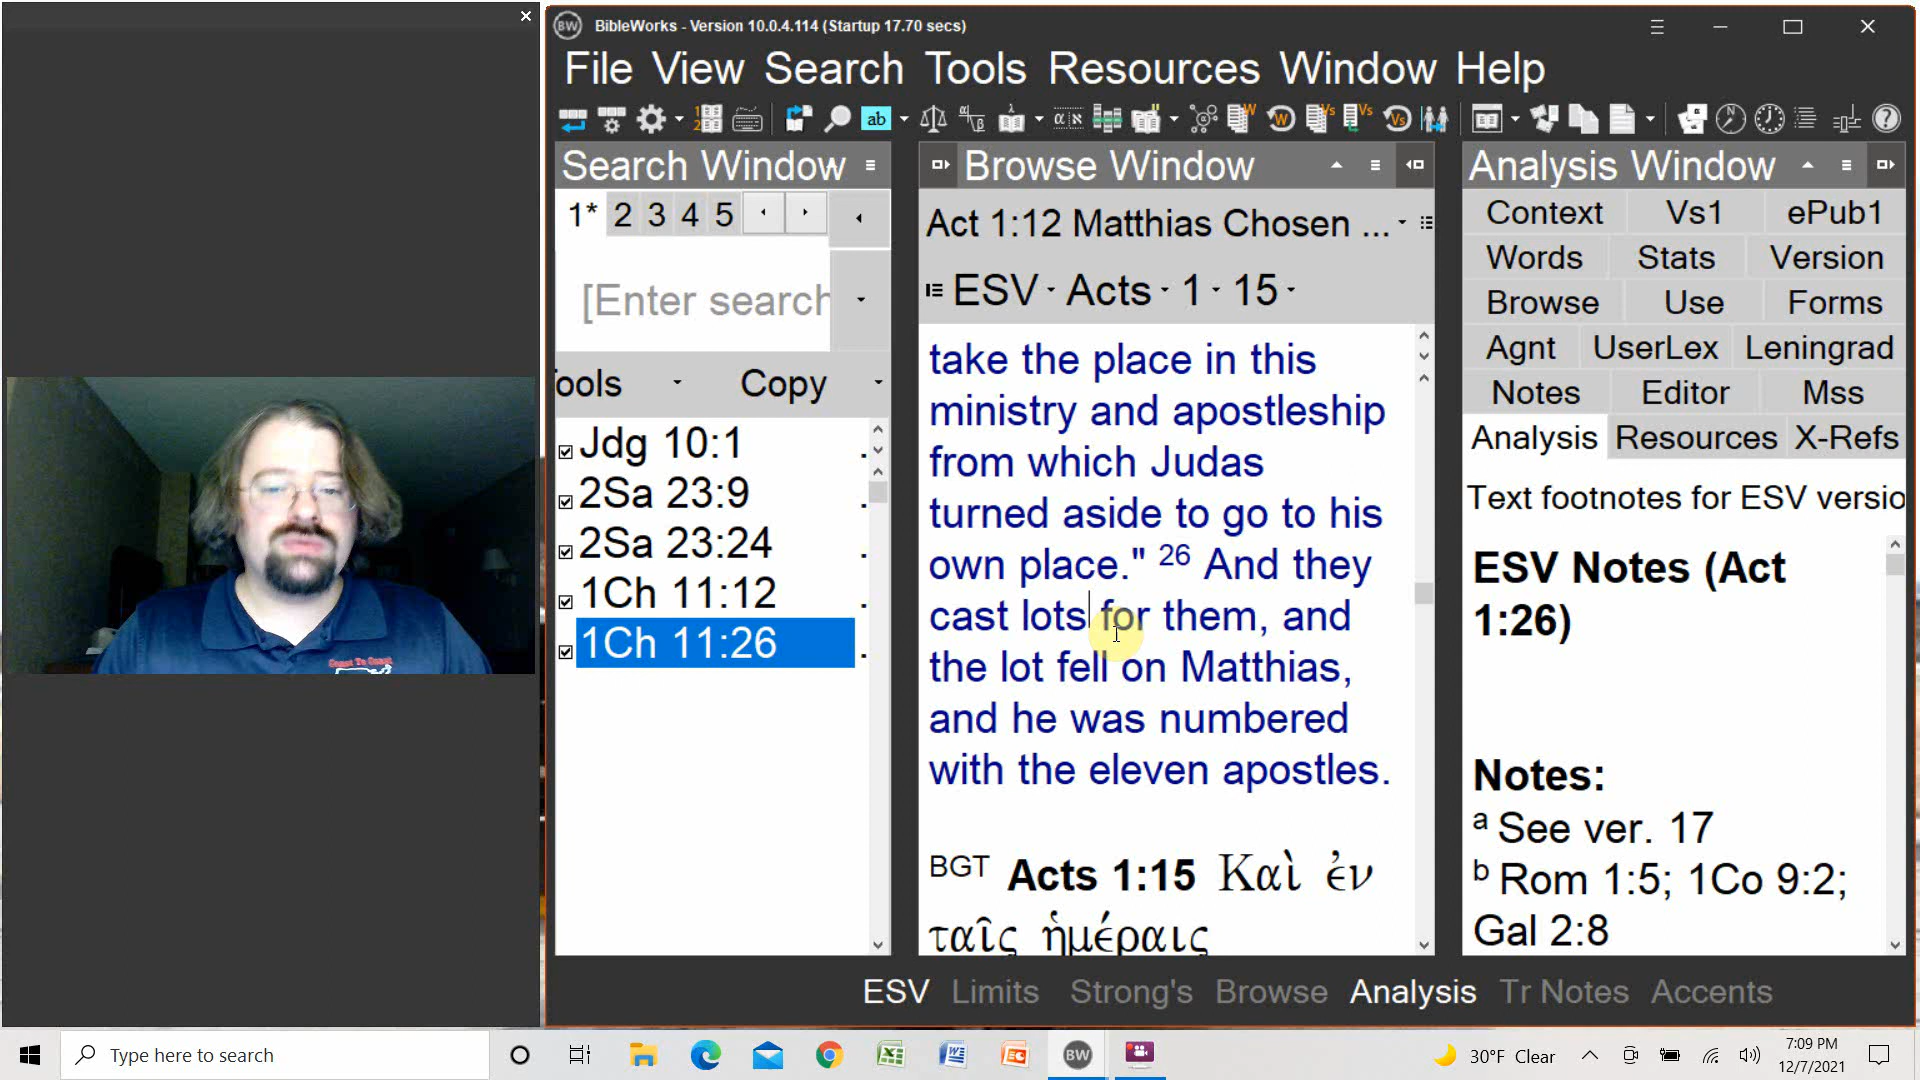 BibleWorks - Version 10.0.4.114 (Startup 17.70 secs)
File View Search Tools Resources Window Help
Search Window
1* 2 3 4 5
[Enter search
ools Copy
Jdg 10:1
2Sa 23:9
2Sa 23:24
1Ch 11:12
1Ch 11:26
Browse Window
Act 1:12 Matthias Chosen ...
ESV Acts 1 15
take the place in this
ministry and apostleship
from which Judas
turned aside to go to his
own place." 26 And they
cast lots for them, and
the lot fell on Matthias,
and he was numbered
with the eleven apostles.
BGT Acts 1:15 Καὶ ἐν
ταῖς ἡμέραις
Analysis Window
Context Vs1 ePub1
Words Stats Version
Browse Use Forms
Agnt UserLex Leningrad
Notes Editor Mss
Analysis Resources X-Refs
Text footnotes for ESV versio
ESV Notes (Act
1:26)
Notes:
a See ver. 17
b Rom 1:5; 1Co 9:2;
Gal 2:8
ESV Limits Strong's Browse Analysis Tr Notes Accents
Type here to search
BW
30°F Clear
7:09 PM
12/7/2021